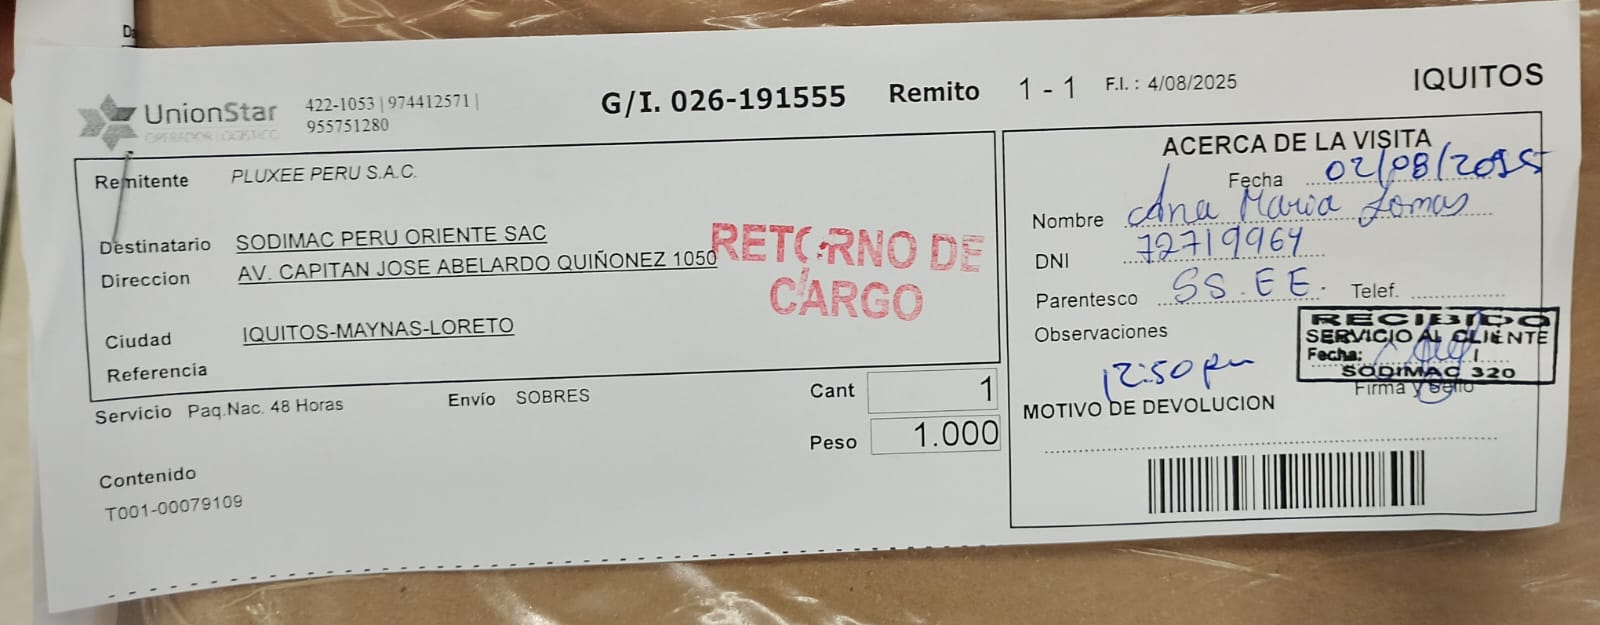 UnionStar
OPERADOR LOGISTICO
422-1053 | 974412571 |
955751280
G/I. 026-191555
Remito 1 - 1
F.I. : 4/08/2025
IQUITOS
Remitente PLUXEE PERU S.A.C.
Destinatario SODIMAC PERU ORIENTE SAC
Direccion AV. CAPITAN JOSE ABELARDO QUIÑONEZ 1050
RETORNO DE
CARGO
Ciudad IQUITOS-MAYNAS-LORETO
Referencia
Servicio Paq.Nac. 48 Horas
Envío SOBRES
Cant 1
Peso 1.000
Contenido
T001-00079109
ACERCA DE LA VISITA
Fecha 02/08/2025
Nombre Ana Maria Lomas
DNI 72719964
Parentesco SS.EE. Telef.
Observaciones
12:50 pm
RECIBIDO
SERVICIO AL CLIENTE
Fecha:
SODIMAC 320
Firma y Sello
MOTIVO DE DEVOLUCION